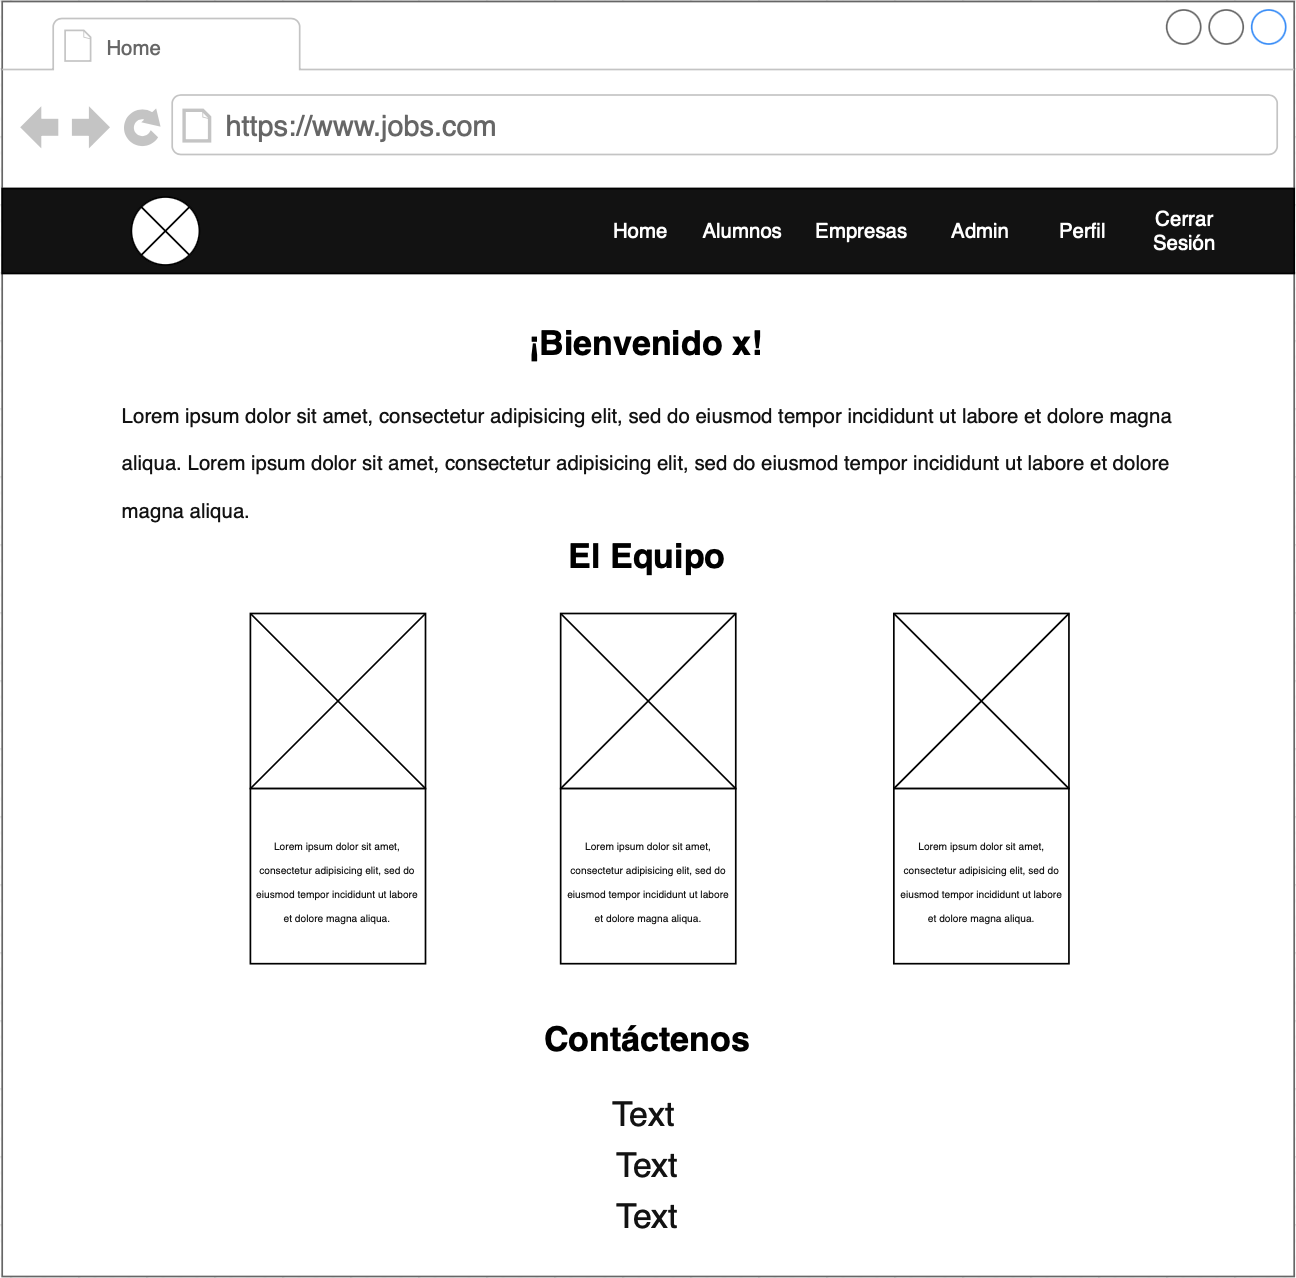 Home
https://www.jobs.com
Home Alumnos Empresas Admin Perfil Cerrar Sesión
¡Bienvenido x!
Lorem ipsum dolor sit amet, consectetur adipisicing elit, sed do eiusmod tempor incididunt ut labore et dolore magna
aliqua. Lorem ipsum dolor sit amet, consectetur adipisicing elit, sed do eiusmod tempor incididunt ut labore et dolore
magna aliqua.
El Equipo
Lorem ipsum dolor sit amet,
consectetur adipisicing elit, sed do
eiusmod tempor incididunt ut labore
et dolore magna aliqua.
Lorem ipsum dolor sit amet,
consectetur adipisicing elit, sed do
eiusmod tempor incididunt ut labore
et dolore magna aliqua.
Lorem ipsum dolor sit amet,
consectetur adipisicing elit, sed do
eiusmod tempor incididunt ut labore
et dolore magna aliqua.
Contáctenos
Text
Text
Text